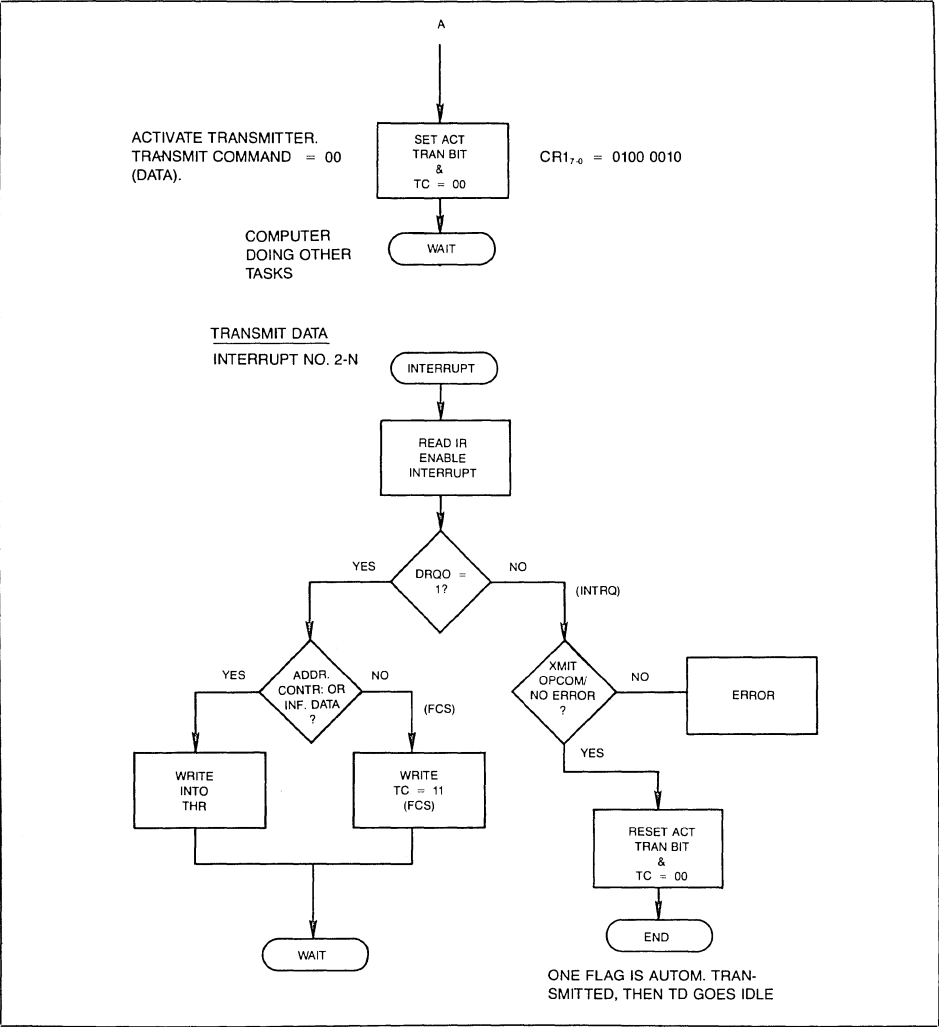 A
ACTIVATE TRANSMITTER.
TRANSMIT COMMAND = 00
(DATA).
SET ACT
TRAN BIT
&
TC = 00
CR1₇₋₀ = 0100 0010
COMPUTER
DOING OTHER
TASKS
WAIT
TRANSMIT DATA
INTERRUPT NO. 2-N
INTERRUPT
READ IR
ENABLE
INTERRUPT
YES
DRQO =
1?
NO
(INTRQ)
YES
ADDR.
CONTR: OR
INF. DATA
?
NO
(FCS)
XMIT
OPCOM/
NO ERROR
?
NO
ERROR
YES
WRITE
INTO
THR
WRITE
TC = 11
(FCS)
RESET ACT
TRAN BIT
&
TC = 00
WAIT
END
ONE FLAG IS AUTOM. TRAN-
SMITTED, THEN TD GOES IDLE